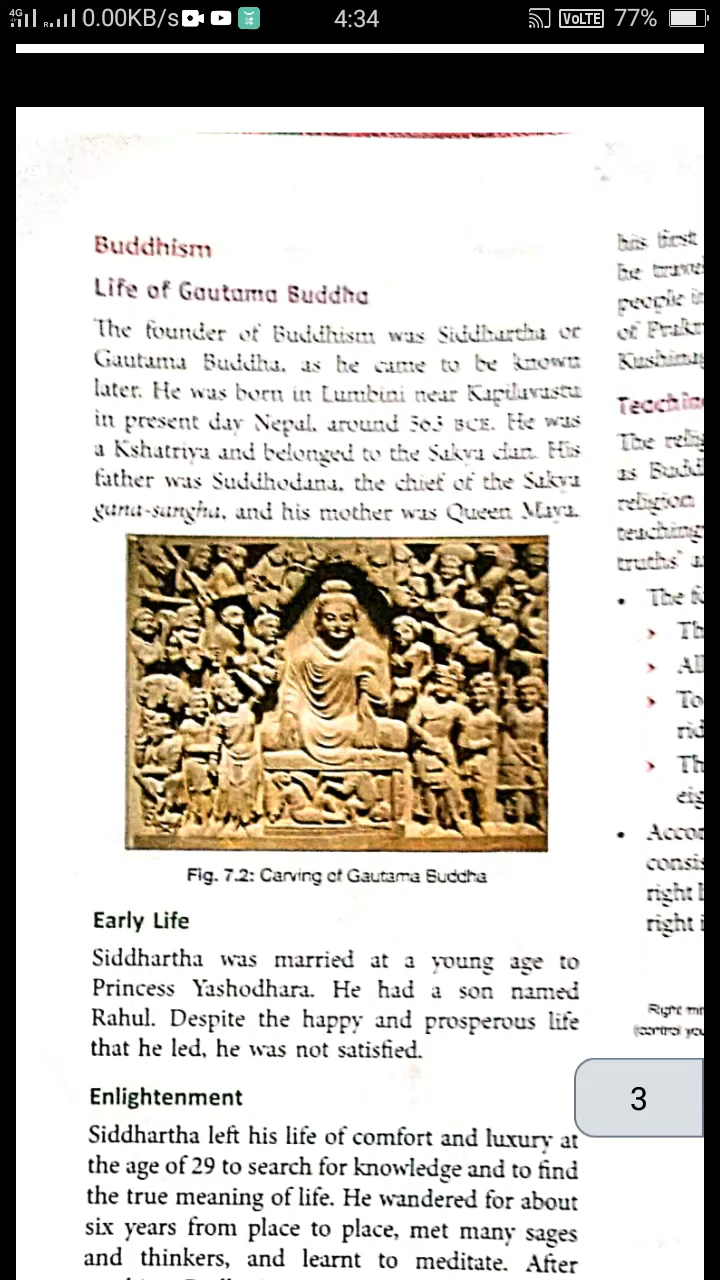 4G
R
0.00KB/s
4:34
VoLTE
77%
Buddhism
Life of Gautama Buddha
The founder of Buddhism was Siddhartha or
Gautama Buddha, as he came to be known
later. He was born in Lumbini near Kapilavastu
in present day Nepal, around 563 BCE. He was
a Kshatriya and belonged to the Sakya clan. His
father was Suddhodana, the chief of the Sakya
gana-sangha, and his mother was Queen Maya.
Fig. 7.2: Carving of Gautama Buddha
Early Life
Siddhartha was married at a young age to
Princess Yashodhara. He had a son named
Rahul. Despite the happy and prosperous life
that he led, he was not satisfied.
Enlightenment
Siddhartha left his life of comfort and luxury at
the age of 29 to search for knowledge and to find
the true meaning of life. He wandered for about
six years from place to place, met many sages
and thinkers, and learnt to meditate. After
his first
he trave
people i
of Prakr
Kushinag
Teachin
The relig
as Budd
religion
teaching
truths' a
• The fo
Th
All
To
rid
Th
eig
• Accor
consis
right
right i
Right mi
(control you
3